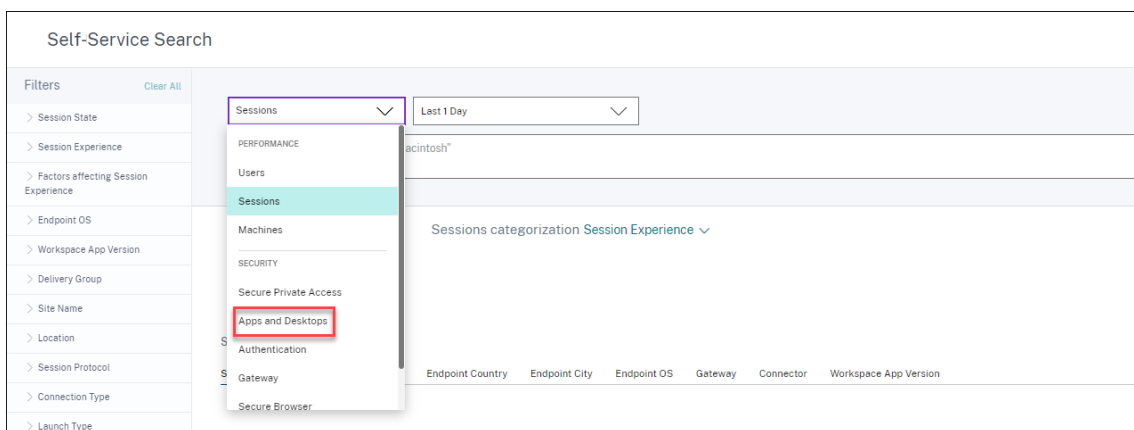 Self-Service Search
Filters
Clear All
Session State
Session Experience
Factors affecting Session
Experience
Endpoint OS
Workspace App Version
Delivery Group
Site Name
Location
Session Protocol
Connection Type
Launch Type
Sessions
Last 1 Day
acintosh"
PERFORMANCE
Users
Sessions
Machines
SECURITY
Secure Private Access
Apps and Desktops
Authentication
Gateway
Secure Browser
Sessions categorization Session Experience
S
S
Endpoint Country Endpoint City Endpoint OS Gateway Connector Workspace App Version